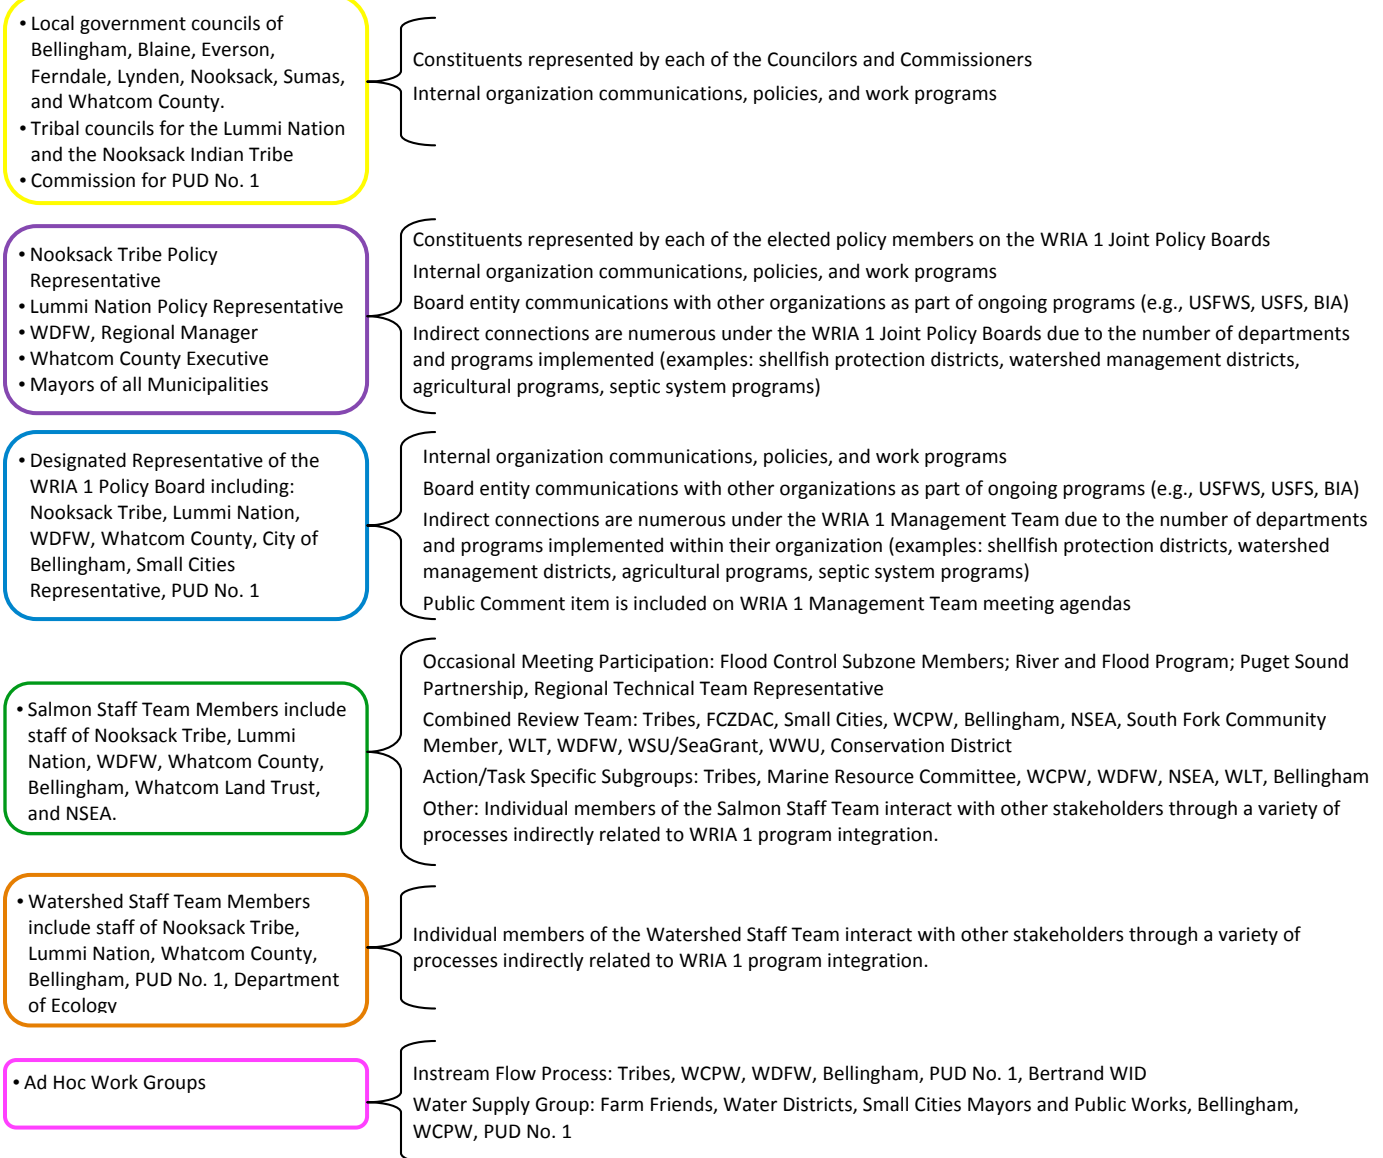 • Local government councils of
Bellingham, Blaine, Everson,
Ferndale, Lynden, Nooksack, Sumas,
and Whatcom County.
• Tribal councils for the Lummi Nation
and the Nooksack Indian Tribe
• Commission for PUD No. 1
Constituents represented by each of the Councilors and Commissioners
Internal organization communications, policies, and work programs
• Nooksack Tribe Policy
Representative
• Lummi Nation Policy Representative
• WDFW, Regional Manager
• Whatcom County Executive
• Mayors of all Municipalities
Constituents represented by each of the elected policy members on the WRIA 1 Joint Policy Boards
Internal organization communications, policies, and work programs
Board entity communications with other organizations as part of ongoing programs (e.g., USFWS, USFS, BIA)
Indirect connections are numerous under the WRIA 1 Joint Policy Boards due to the number of departments
and programs implemented (examples: shellfish protection districts, watershed management districts,
agricultural programs, septic system programs)
• Designated Representative of the
WRIA 1 Policy Board including:
Nooksack Tribe, Lummi Nation,
WDFW, Whatcom County, City of
Bellingham, Small Cities
Representative, PUD No. 1
Internal organization communications, policies, and work programs
Board entity communications with other organizations as part of ongoing programs (e.g., USFWS, USFS, BIA)
Indirect connections are numerous under the WRIA 1 Management Team due to the number of departments
and programs implemented within their organization (examples: shellfish protection districts, watershed
management districts, agricultural programs, septic system programs)
Public Comment item is included on WRIA 1 Management Team meeting agendas
• Salmon Staff Team Members include
staff of Nooksack Tribe, Lummi
Nation, WDFW, Whatcom County,
Bellingham, Whatcom Land Trust,
and NSEA.
Occasional Meeting Participation: Flood Control Subzone Members; River and Flood Program; Puget Sound
Partnership, Regional Technical Team Representative
Combined Review Team: Tribes, FCZDAC, Small Cities, WCPW, Bellingham, NSEA, South Fork Community
Member, WLT, WDFW, WSU/SeaGrant, WWU, Conservation District
Action/Task Specific Subgroups: Tribes, Marine Resource Committee, WCPW, WDFW, NSEA, WLT, Bellingham
Other: Individual members of the Salmon Staff Team interact with other stakeholders through a variety of
processes indirectly related to WRIA 1 program integration.
• Watershed Staff Team Members
include staff of Nooksack Tribe,
Lummi Nation, Whatcom County,
Bellingham, PUD No. 1, Department
of Ecology
Individual members of the Watershed Staff Team interact with other stakeholders through a variety of
processes indirectly related to WRIA 1 program integration.
• Ad Hoc Work Groups
Instream Flow Process: Tribes, WCPW, WDFW, Bellingham, PUD No. 1, Bertrand WID
Water Supply Group: Farm Friends, Water Districts, Small Cities Mayors and Public Works, Bellingham,
WCPW, PUD No. 1